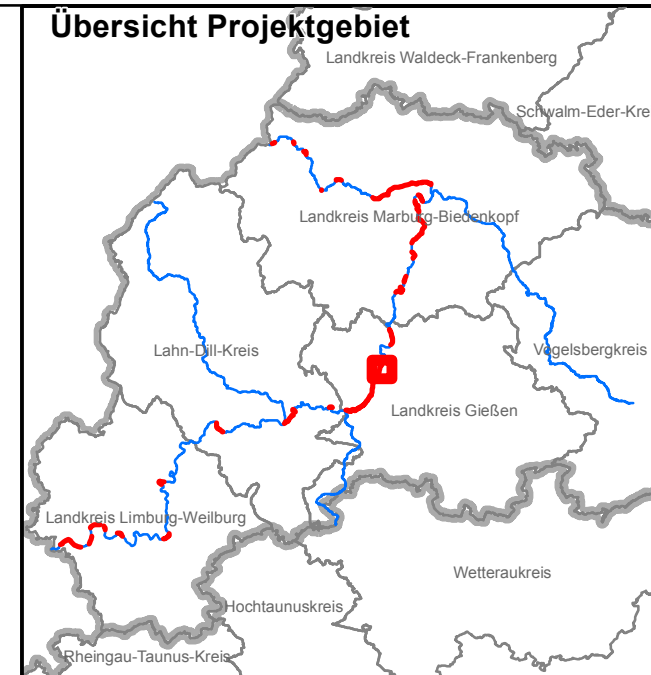 Übersicht Projektgebiet
Landkreis Waldeck-Frankenberg
Schwalm-Eder-Kre
Landkreis Marburg-Biedenkopf
Lahn-Dill-Kreis
Vogelsbergkreis
Landkreis Gießen
Landkreis Limburg-Weilburg
Wetteraukreis
Hochtaunuskreis
Rheingau-Taunus-Kreis